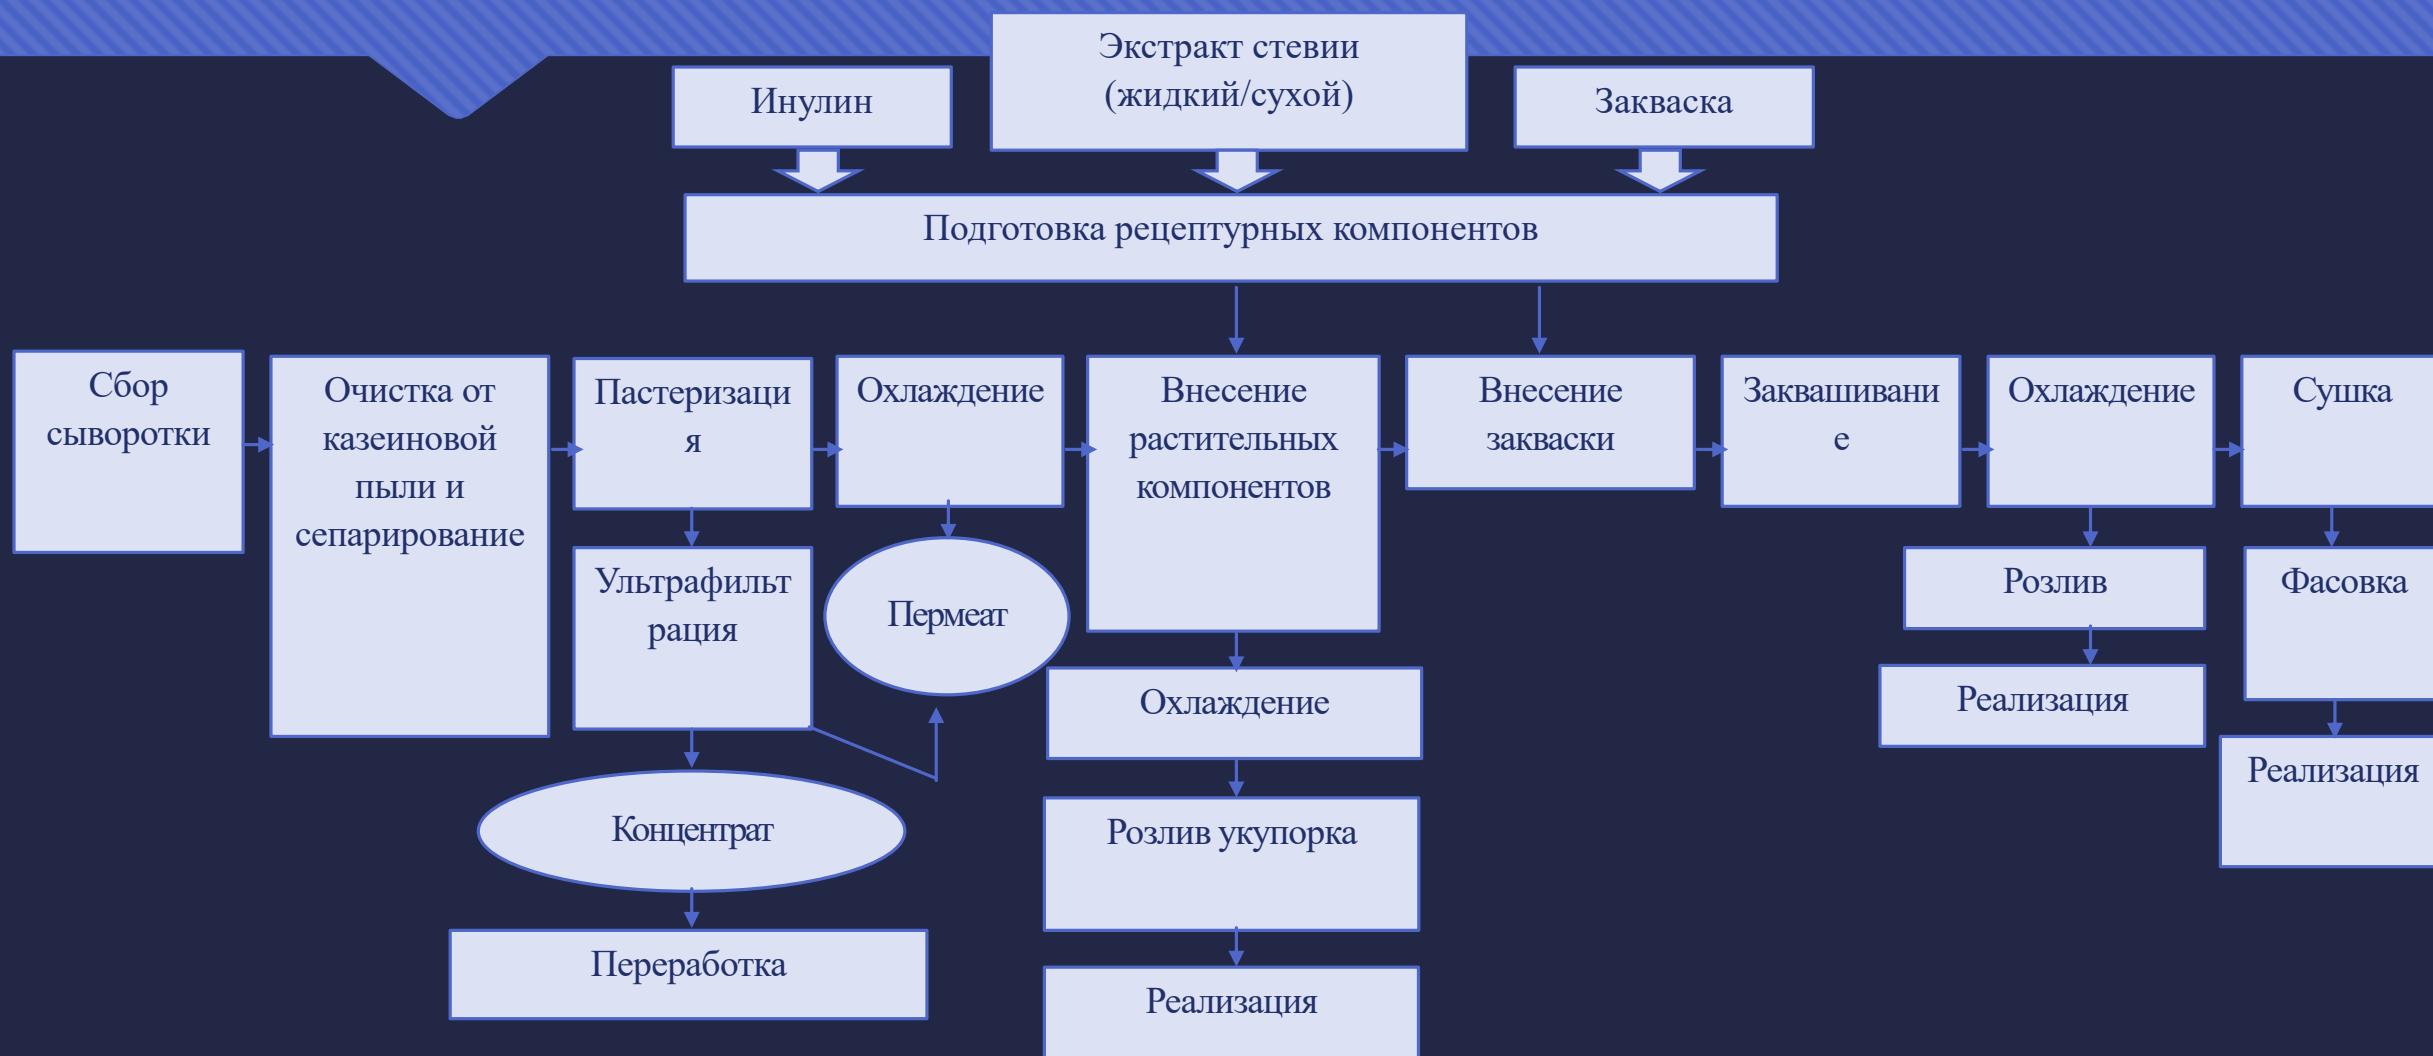 Экстракт стевии
(жидкий/сухой)
Инулин
Закваска
Подготовка рецептурных компонентов
Сбор
сыворотки
Очистка от
казеиновой
пыли и
сепарирование
Пастеризаци
я
Охлаждение
Внесение
растительных
компонентов
Внесение
закваски
Заквашивани
е
Охлаждение
Сушка
Ультрафильт
рация
Пермеат
Розлив
Фасовка
Охлаждение
Реализация
Реализация
Концентрат
Розлив укупорка
Переработка
Реализация